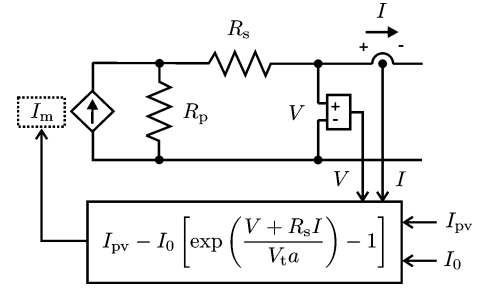 I
R_s
+ -
I_m
R_p
V
+
-
V I
I_pv − I_0 [exp((V + R_s I)/(V_t a)) − 1]
I_pv
I_0